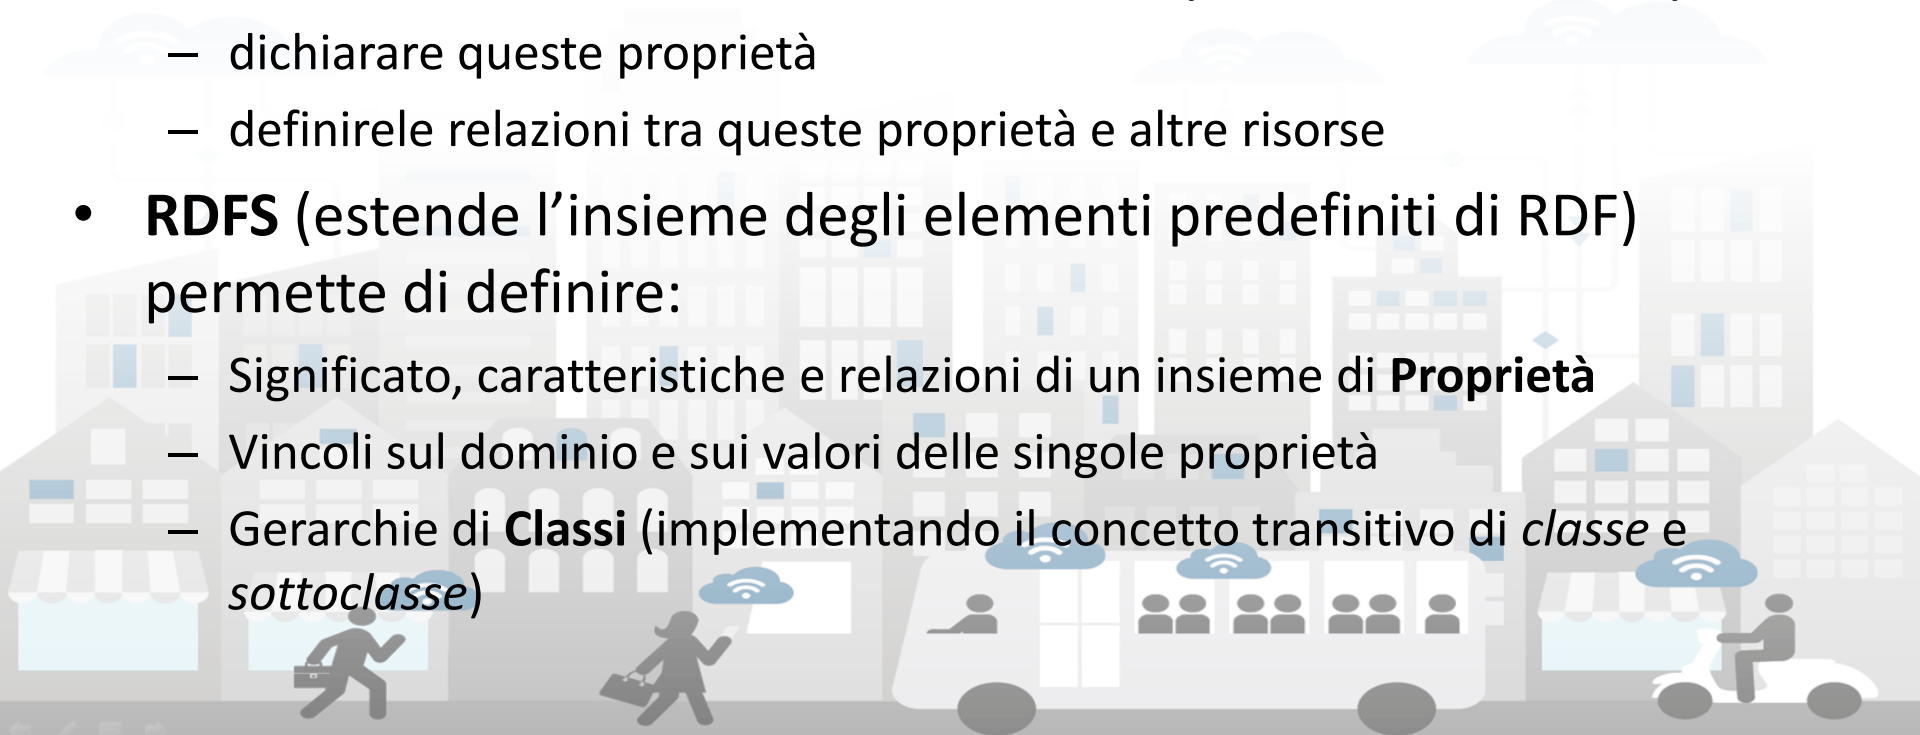 – dichiarare queste proprietà
– definirele relazioni tra queste proprietà e altre risorse
• RDFS (estende l’insieme degli elementi predefiniti di RDF)
permette di definire:
– Significato, caratteristiche e relazioni di un insieme di Proprietà
– Vincoli sul dominio e sui valori delle singole proprietà
– Gerarchie di Classi (implementando il concetto transitivo di classe e
sottoclasse)